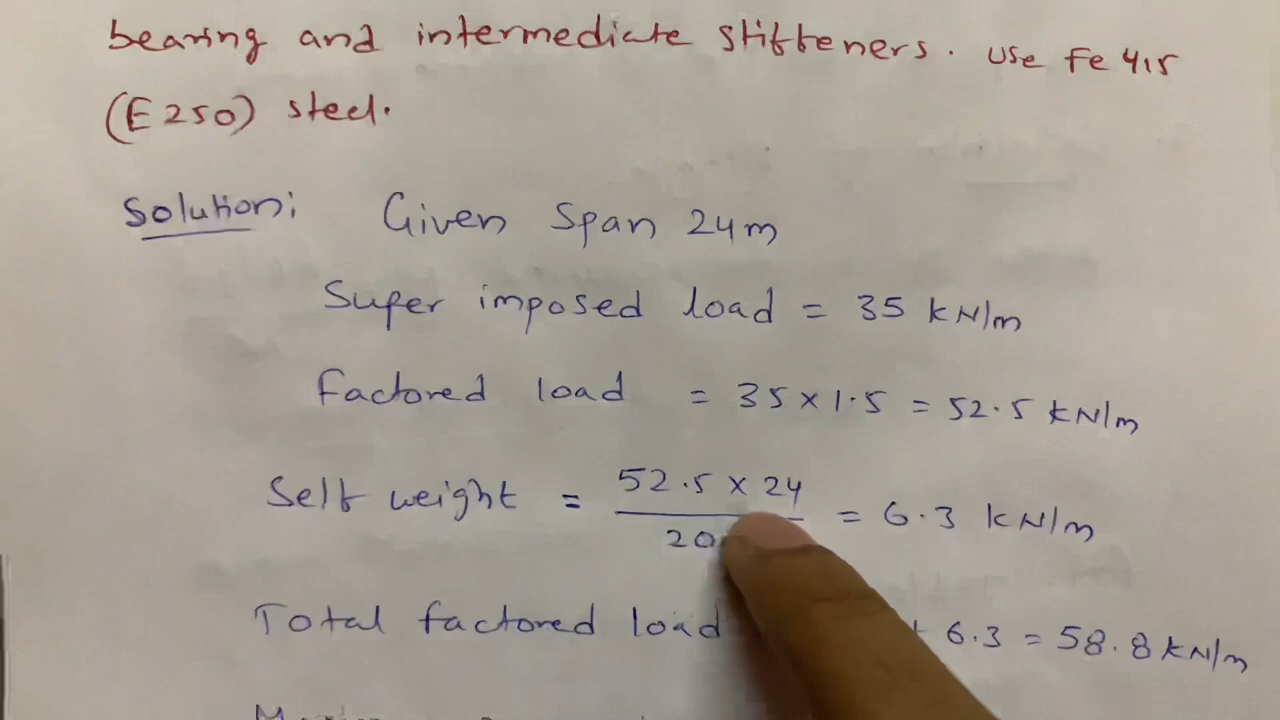 bearing and intermediate stiffeners. Use Fe 415
(E250) steel.
Solution: Given Span 24m
Super imposed load = 35 kN/m
Factored load = 35 x 1.5 = 52.5 kN/m
Self weight = 52.5 x 24 / 20 = 6.3 kN/m
Total factored load + 6.3 = 58.8 kN/m